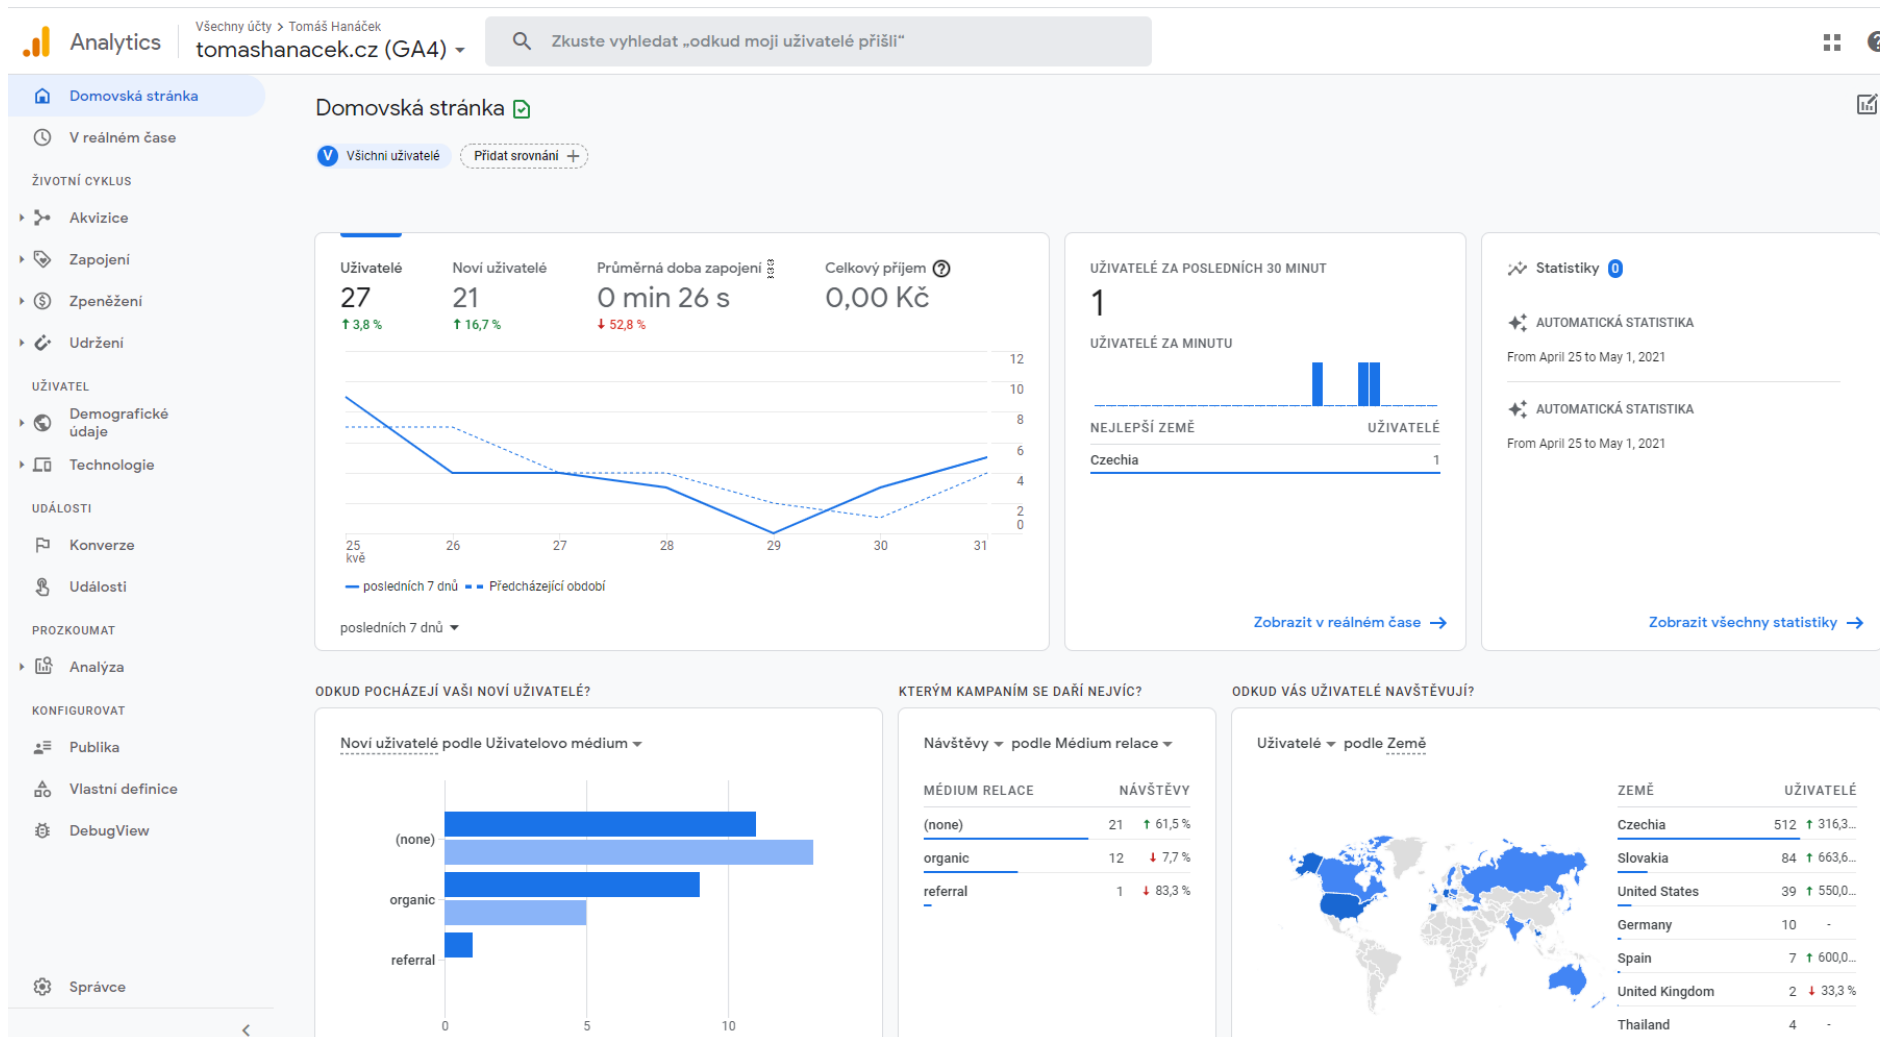 Analytics
Všechny účty > Tomáš Hanáček
tomashanacek.cz (GA4)
Zkuste vyhledat „odkud moji uživatelé přišli“
Domovská stránka
V reálném čase
ŽIVOTNÍ CYKLUS
Akvizice
Zapojení
Zpeněžení
Udržení
UŽIVATEL
Demografické
údaje
Technologie
UDÁLOSTI
Konverze
Události
PROZKOUMAT
Analýza
KONFIGUROVAT
Publika
Vlastní definice
DebugView
Správce
Domovská stránka
V Všichni uživatelé Přidat srovnání +
Uživatelé Noví uživatelé Průměrná doba zapojení Celkový příjem ?
27 21 0 min 26 s 0,00 Kč
↑ 3,8 % ↑ 16,7 % ↓ 52,8 %
12
10
8
6
4
2
0
25 26 27 28 29 30 31
kvě
posledních 7 dnů Předcházející období
posledních 7 dnů
UŽIVATELÉ ZA POSLEDNÍCH 30 MINUT
1
UŽIVATELÉ ZA MINUTU
NEJLEPŠÍ ZEMĚ UŽIVATELÉ
Czechia 1
Zobrazit v reálném čase →
Statistiky 0
AUTOMATICKÁ STATISTIKA
From April 25 to May 1, 2021
AUTOMATICKÁ STATISTIKA
From April 25 to May 1, 2021
Zobrazit všechny statistiky →
ODKUD POCHÁZEJÍ VAŠI NOVÍ UŽIVATELÉ?
Noví uživatelé podle Uživatelovo médium
(none)
organic
referral
0 5 10
KTERÝM KAMPANÍM SE DAŘÍ NEJVÍC?
Návštěvy podle Médium relace
MÉDIUM RELACE NÁVŠTĚVY
(none) 21 ↑ 61,5 %
organic 12 ↓ 7,7 %
referral 1 ↓ 83,3 %
ODKUD VÁS UŽIVATELÉ NAVŠTĚVUJÍ?
Uživatelé podle Země
ZEMĚ UŽIVATELÉ
Czechia 512 ↑ 316,3...
Slovakia 84 ↑ 663,6...
United States 39 ↑ 550,0...
Germany 10 -
Spain 7 ↑ 600,0...
United Kingdom 2 ↓ 33,3 %
Thailand 4 -